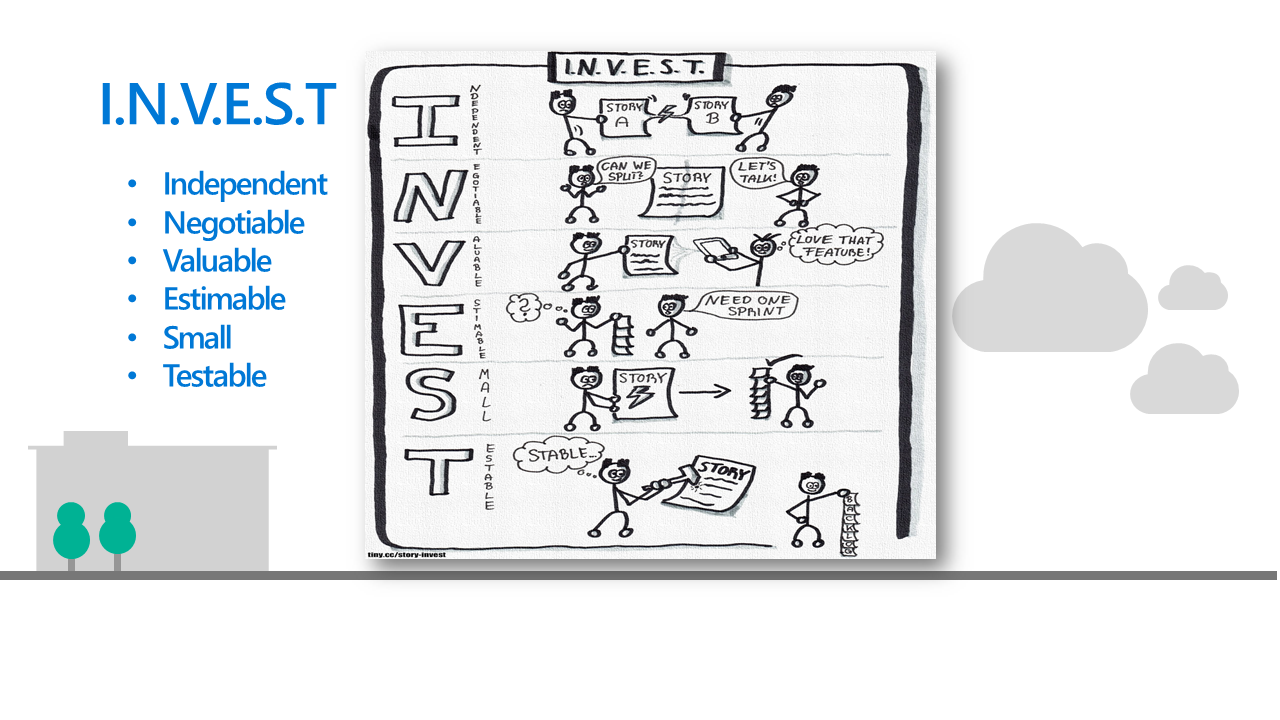 I.N.V.E.S.T
• Independent
• Negotiable
• Valuable
• Estimable
• Small
• Testable
I.N.V.E.S.T.
I
NDEPENDENT
STORY
A
STORY
B
N
EGOTIABLE
CAN WE
SPLIT?
STORY
LET'S
TALK!
V
ALUABLE
STORY
LOVE THAT
FEATURE!
E
STIMABLE
?
NEED ONE
SPRINT
S
MALL
STORY
T
ESTABLE
STABLE...
STORY
BACKLOG
tiny.cc/story-invest